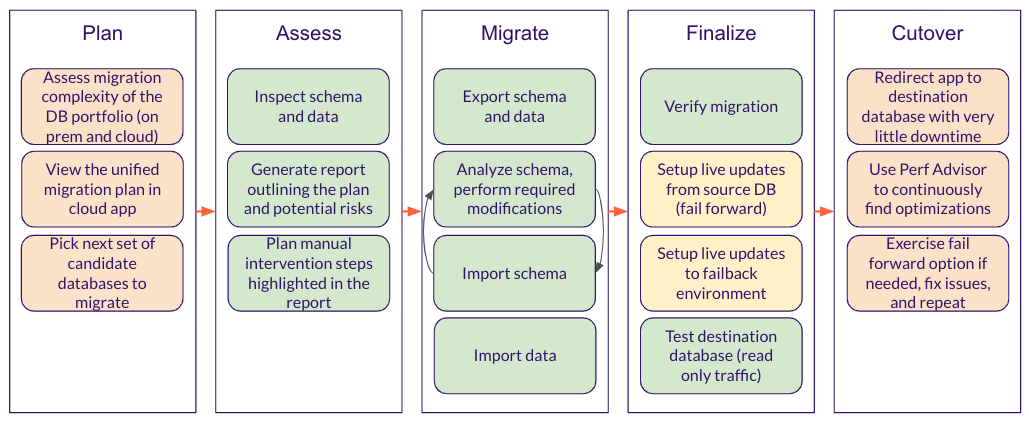 Plan
Assess migration
complexity of the
DB portfolio (on
prem and cloud)
View the unified
migration plan in
cloud app
Pick next set of
candidate
databases to
migrate
Assess
Inspect schema
and data
Generate report
outlining the plan
and potential risks
Plan manual
intervention steps
highlighted in the
report
Migrate
Export schema
and data
Analyze schema,
perform required
modifications
Import schema
Import data
Finalize
Verify migration
Setup live updates
from source DB
(fail forward)
Setup live updates
to failback
environment
Test destination
database (read
only traffic)
Cutover
Redirect app to
destination
database with very
little downtime
Use Perf Advisor
to continuously
find optimizations
Exercise fail
forward option if
needed, fix issues,
and repeat